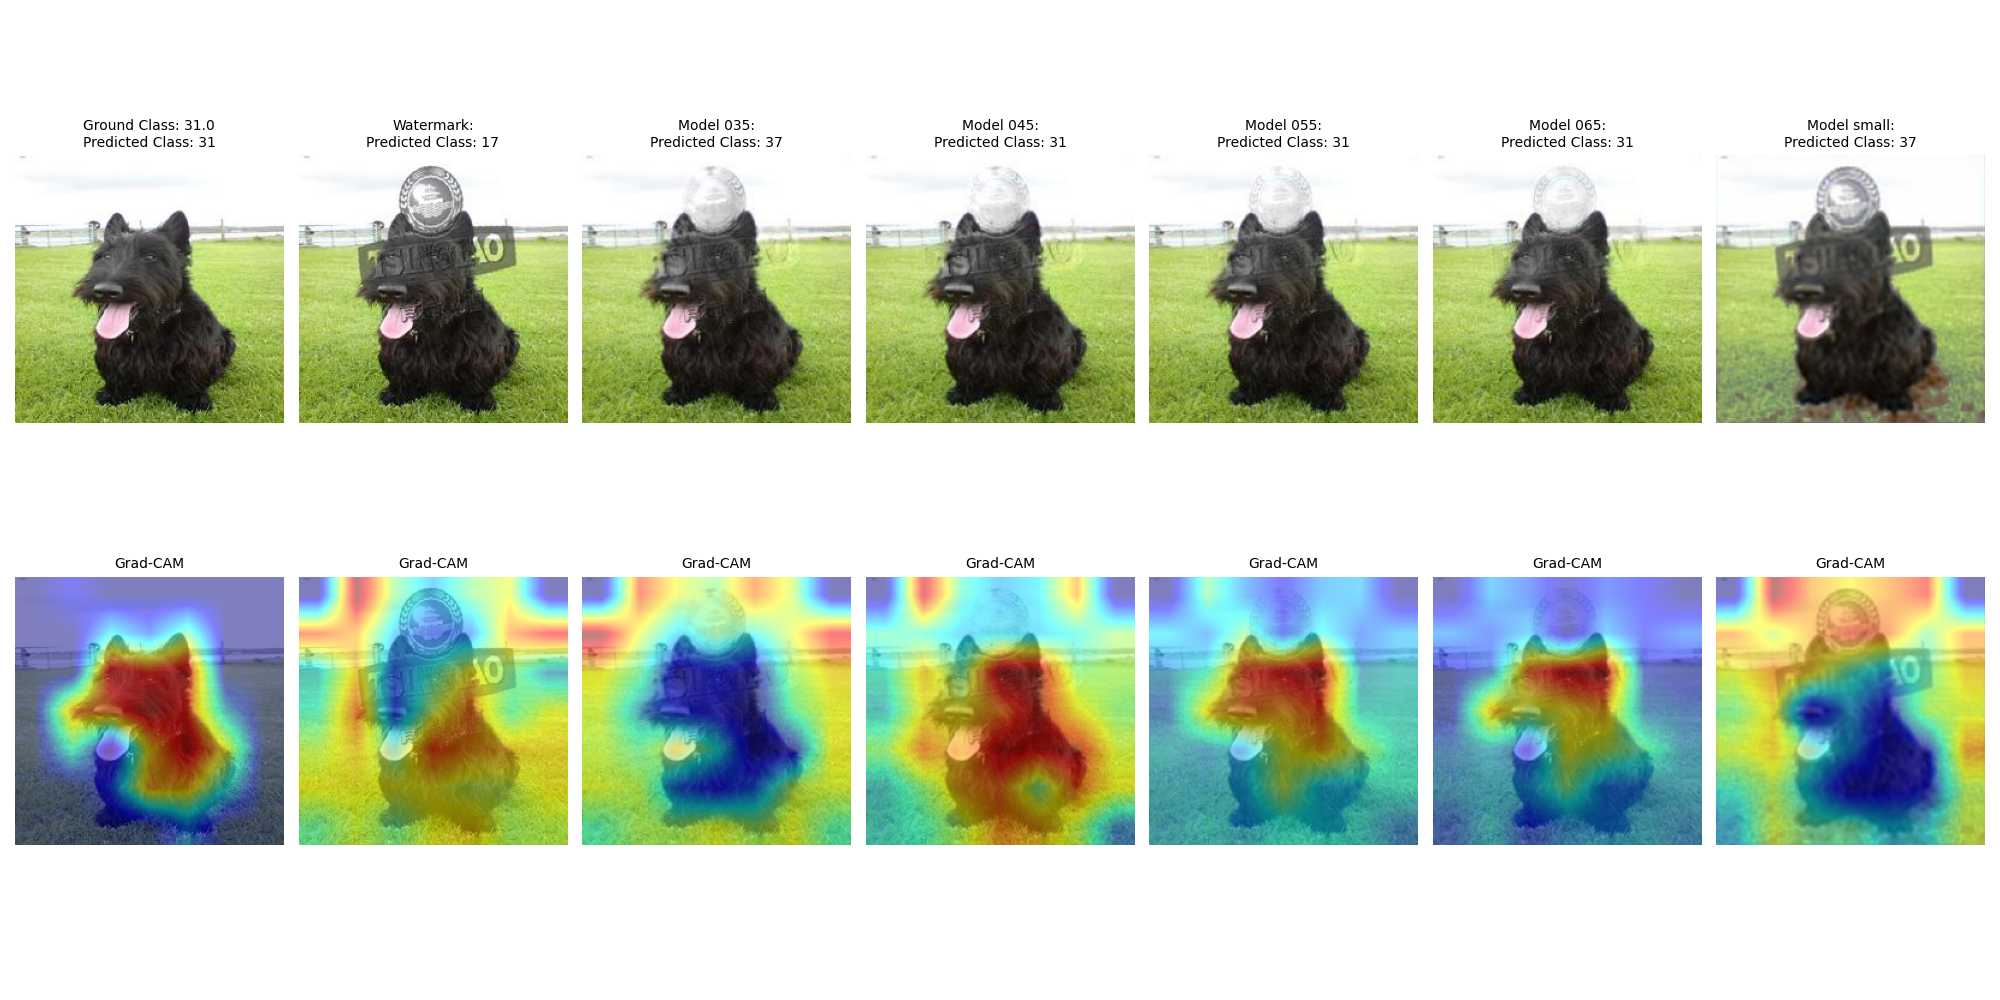 Ground Class: 31.0
Predicted Class: 31
Watermark:
Predicted Class: 17
Model 035:
Predicted Class: 37
Model 045:
Predicted Class: 31
Model 055:
Predicted Class: 31
Model 065:
Predicted Class: 31
Model small:
Predicted Class: 37
Grad-CAM
Grad-CAM
Grad-CAM
Grad-CAM
Grad-CAM
Grad-CAM
Grad-CAM